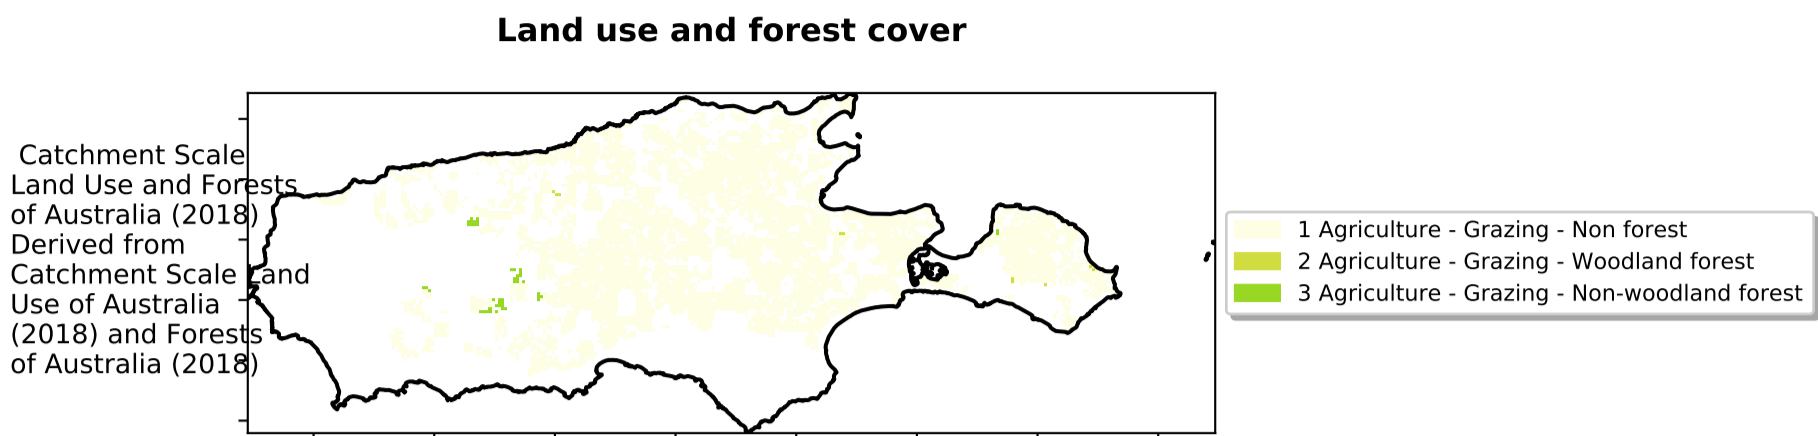 Land use and forest cover
Catchment Scale
Land Use and Forests
of Australia (2018)
Derived from
Catchment Scale Land
Use of Australia
(2018) and Forests
of Australia (2018)
1 Agriculture - Grazing - Non forest
2 Agriculture - Grazing - Woodland forest
3 Agriculture - Grazing - Non-woodland forest